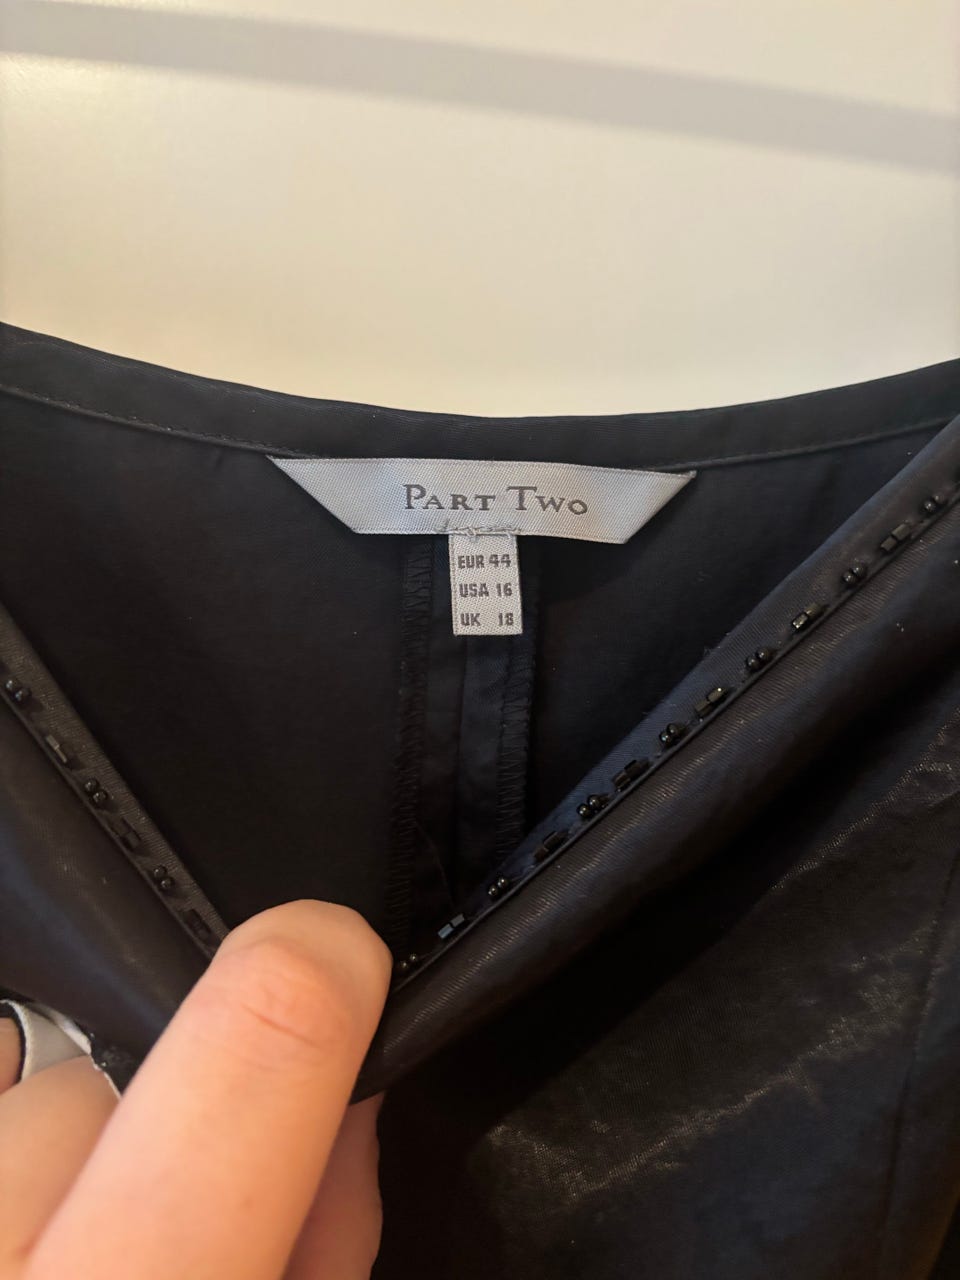 PART TWO
EUR 44
USA 16
UK 18